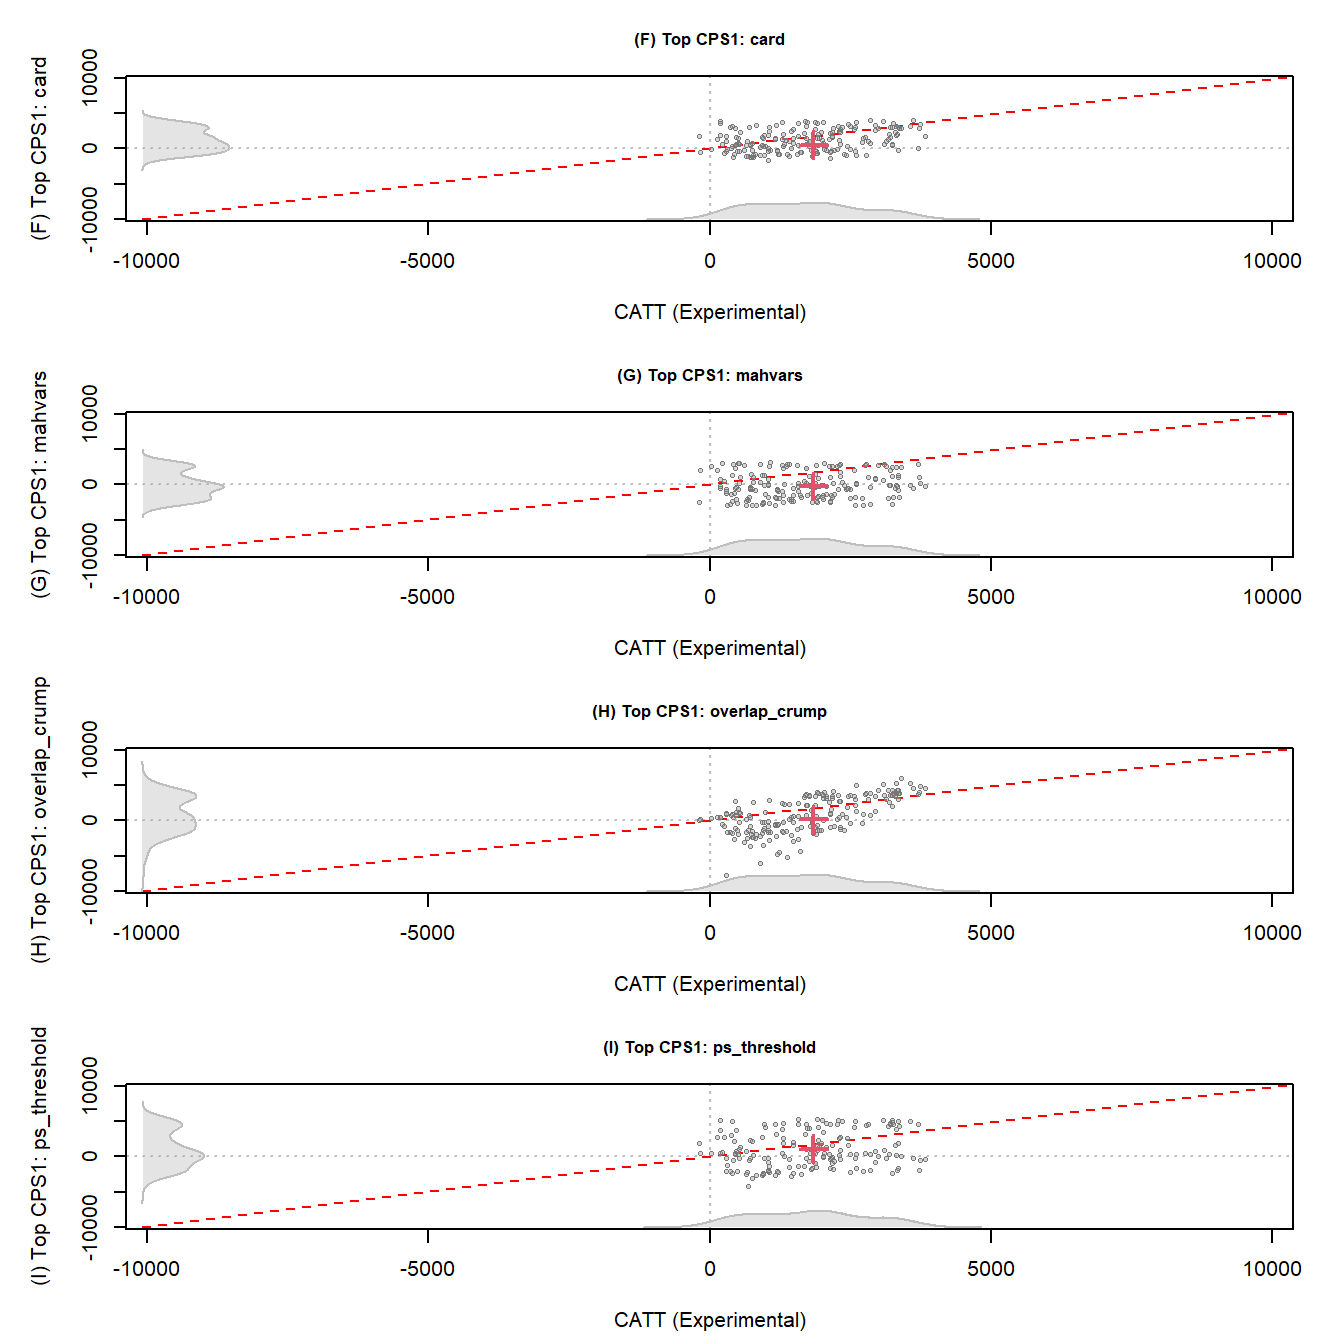 (F) Top CPS1: card
(F) Top CPS1: card
10000
0
-10000
-10000 -5000 0 5000 10000
CATT (Experimental)
(G) Top CPS1: mahvars
(G) Top CPS1: mahvars
10000
0
-10000
-10000 -5000 0 5000 10000
CATT (Experimental)
(H) Top CPS1: overlap_crump
(H) Top CPS1: overlap_crump
10000
0
-10000
-10000 -5000 0 5000 10000
CATT (Experimental)
(I) Top CPS1: ps_threshold
(I) Top CPS1: ps_threshold
10000
0
-10000
-10000 -5000 0 5000 10000
CATT (Experimental)